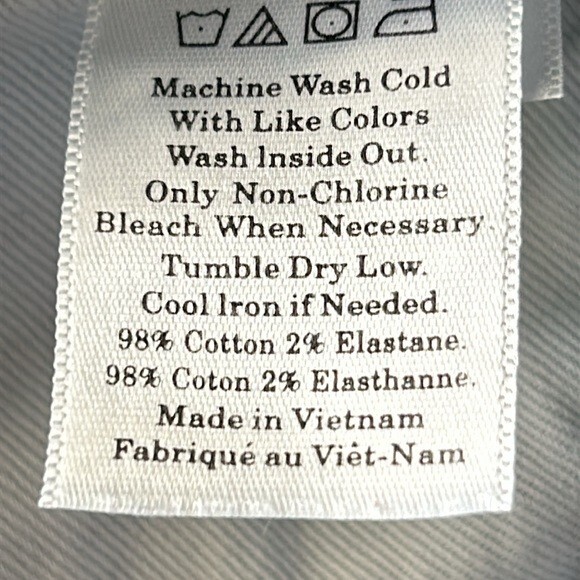 Machine Wash Cold
With Like Colors
Wash Inside Out.
Only Non-Chlorine
Bleach When Necessary.
Tumble Dry Low.
Cool Iron if Needed.
98% Cotton 2% Elastane.
98% Coton 2% Elasthanne.
Made in Vietnam
Fabriqué au Viêt-Nam